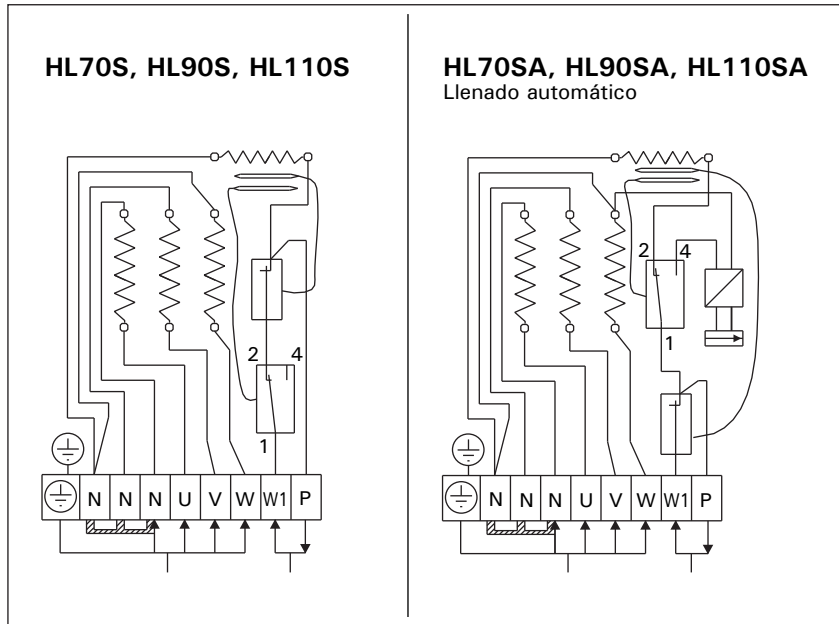 HL70S, HL90S, HL110S
2 4
1
N N N U V W W1 P
HL70SA, HL90SA, HL110SA
Llenado automático
2 4
1
N N N U V W W1 P